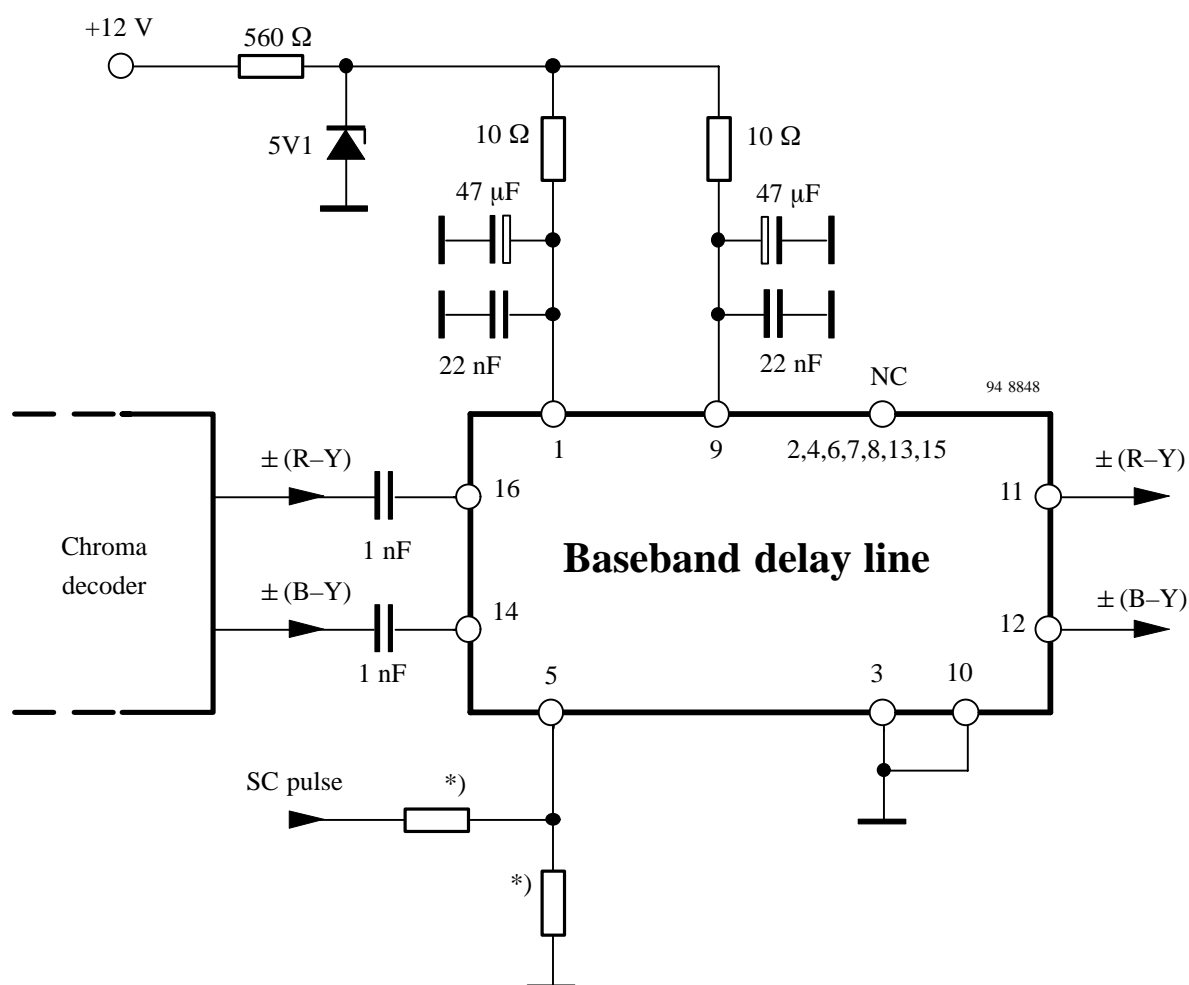 +12 V
560 Ω
5V1
10 Ω
10 Ω
47 μF
47 μF
22 nF
22 nF
NC
94 8848
1
9
2,4,6,7,8,13,15
± (R–Y)
16
11
± (R–Y)
1 nF
Chroma
decoder
Baseband delay line
± (B–Y)
14
12
± (B–Y)
1 nF
5
3
10
SC pulse
*)
*)